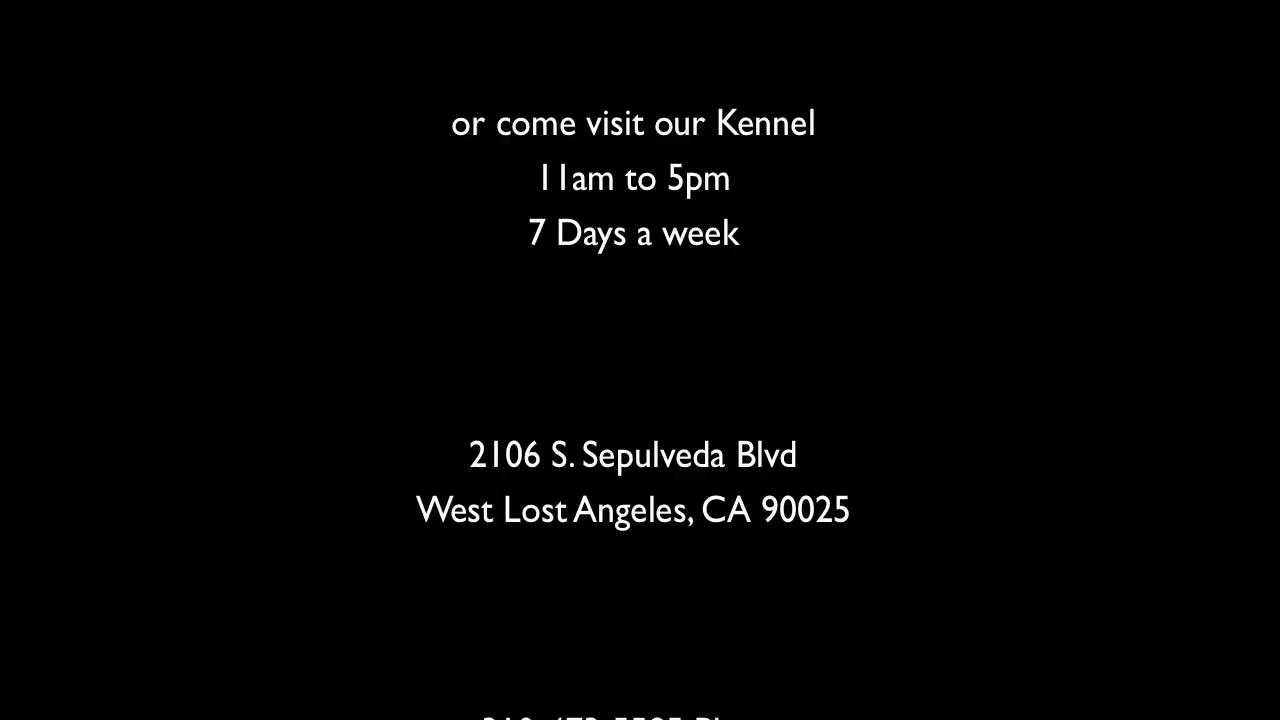 or come visit our Kennel
11am to 5pm
7 Days a week
2106 S. Sepulveda Blvd
West Lost Angeles, CA 90025